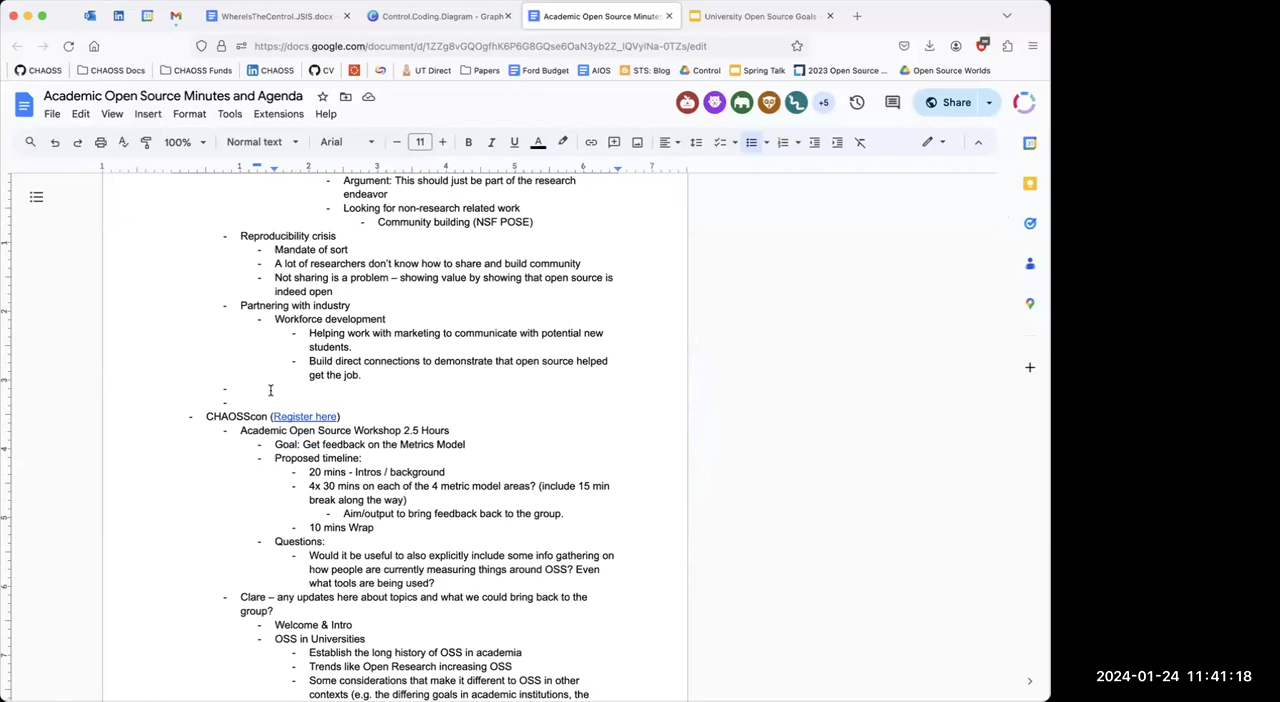 WhereIsTheControl.JSIS.docx
Control.Coding.Diagram - Graph
Academic Open Source Minute
University Open Source Goals
https://docs.google.com/document/d/1ZZg8vGQOgfhK6P6G8GQse6OaN3yb2Z_lQVylNa-0TZs/edit
CHAOSS
CHAOSS Docs
CHAOSS Funds
CHAOSS
CV
UT Direct
Papers
Ford Budget
AIOS
STS: Blog
Control
Spring Talk
2023 Open Source ...
Open Source Worlds
Academic Open Source Minutes and Agenda
File Edit View Insert Format Tools Extensions Help
+5
Share
100% Normal text Arial 11
1 1 2 3 4 5 6 7
- Argument: This should just be part of the research
endeavor
- Looking for non-research related work
- Community building (NSF POSE)
- Reproducibility crisis
- Mandate of sort
- A lot of researchers don't know how to share and build community
- Not sharing is a problem – showing value by showing that open source is
indeed open
- Partnering with industry
- Workforce development
- Helping work with marketing to communicate with potential new
students.
- Build direct connections to demonstrate that open source helped
get the job.
-
-
- CHAOSScon (Register here)
- Academic Open Source Workshop 2.5 Hours
- Goal: Get feedback on the Metrics Model
- Proposed timeline:
- 20 mins - Intros / background
- 4x 30 mins on each of the 4 metric model areas? (include 15 min
break along the way)
- Aim/output to bring feedback back to the group.
- 10 mins Wrap
- Questions:
- Would it be useful to also explicitly include some info gathering on
how people are currently measuring things around OSS? Even
what tools are being used?
- Clare – any updates here about topics and what we could bring back to the
group?
- Welcome & Intro
- OSS in Universities
- Establish the long history of OSS in academia
- Trends like Open Research increasing OSS
- Some considerations that make it different to OSS in other
contexts (e.g. the differing goals in academic institutions, the
2024-01-24 11:41:18